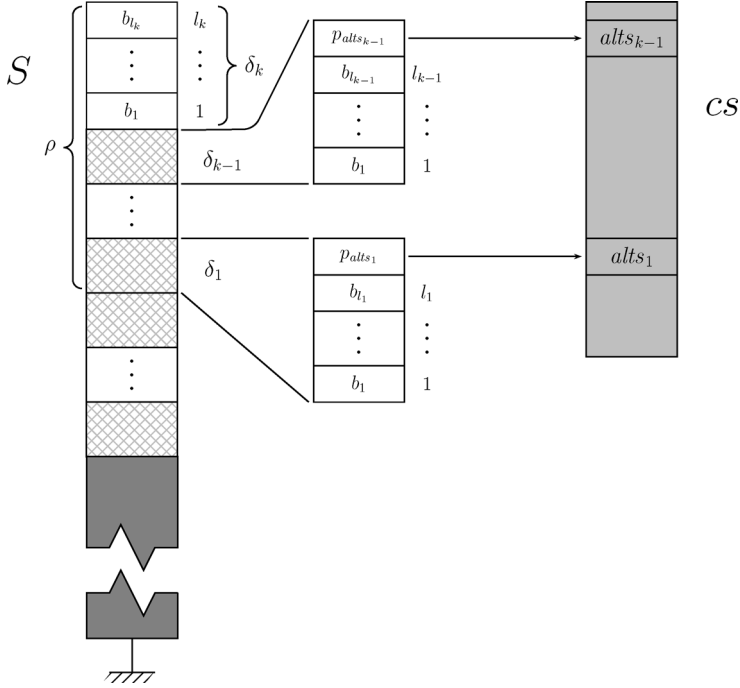 S
ρ
b_{l_k} l_k
⋮ ⋮
b_1 1
δ_k
δ_{k-1}
⋮
δ_1
⋮
p_{alts_{k-1}}
b_{l_{k-1}} l_{k-1}
⋮ ⋮
b_1 1
p_{alts_1}
b_{l_1} l_1
⋮ ⋮
b_1 1
cs
alts_{k-1}
alts_1